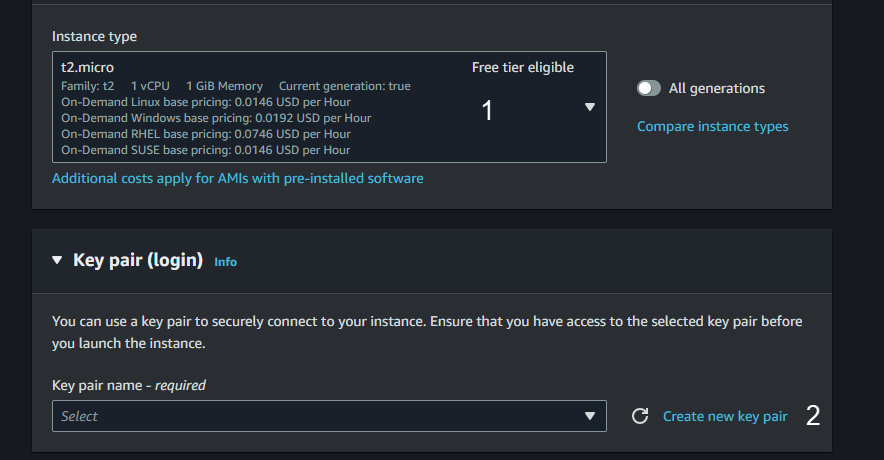 Instance type
t2.micro Free tier eligible
Family: t2 1 vCPU 1 GiB Memory Current generation: true
On-Demand Linux base pricing: 0.0146 USD per Hour
On-Demand Windows base pricing: 0.0192 USD per Hour
On-Demand RHEL base pricing: 0.0746 USD per Hour
On-Demand SUSE base pricing: 0.0146 USD per Hour
1
All generations
Compare instance types
Additional costs apply for AMIs with pre-installed software
Key pair (login) Info
You can use a key pair to securely connect to your instance. Ensure that you have access to the selected key pair before
you launch the instance.
Key pair name - required
Select
Create new key pair 2